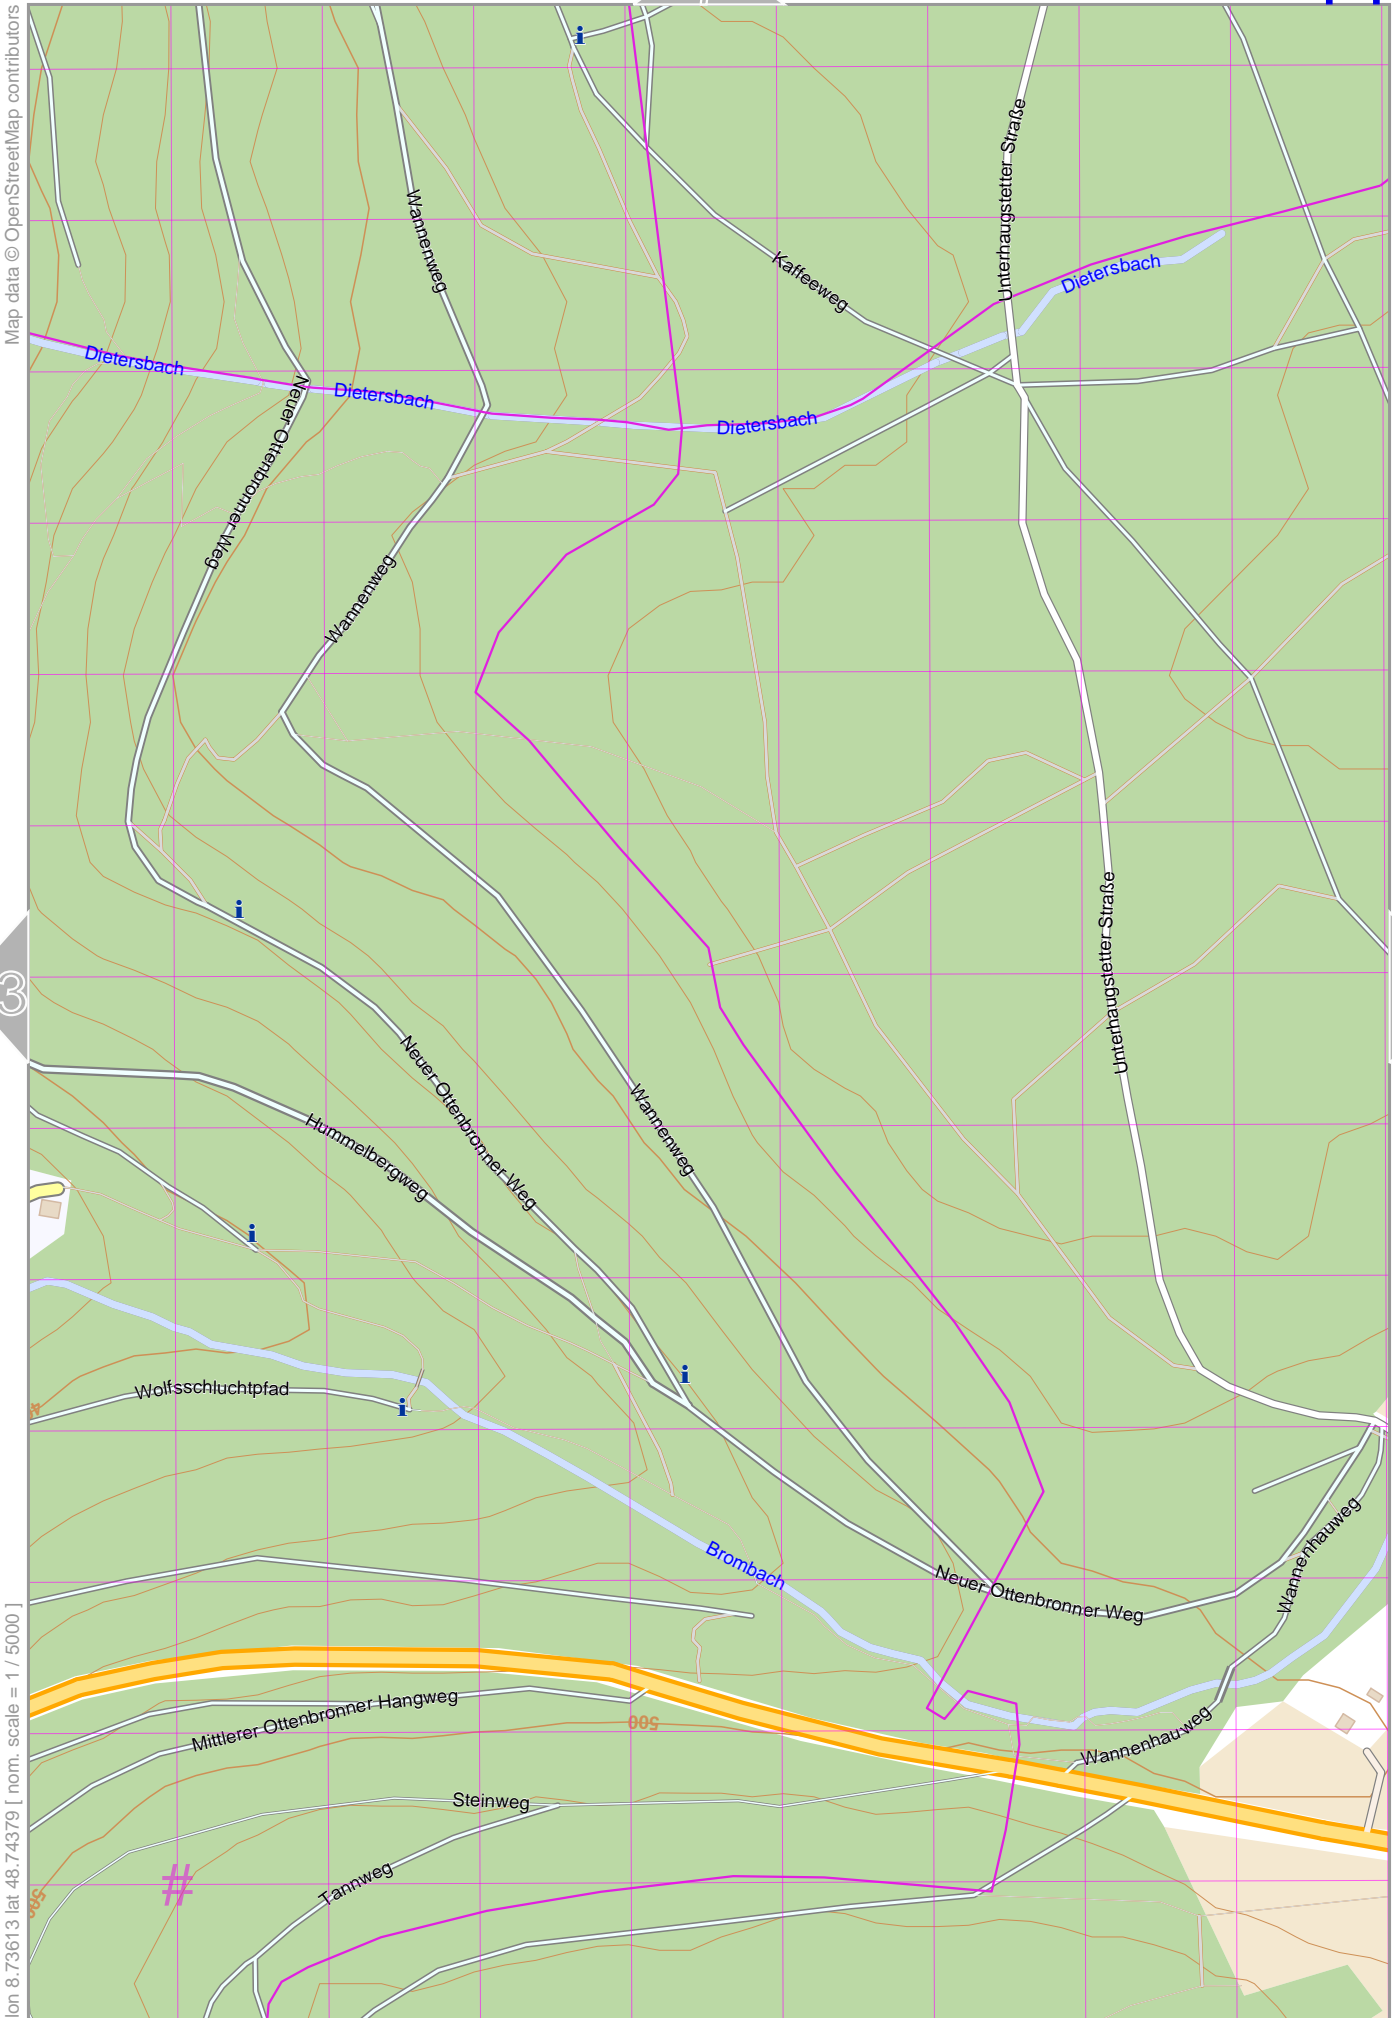 Map data © OpenStreetMap contributors
i
Unterhaugstetter Straße
Wannenweg
Kaffeeweg
Dietersbach
Dietersbach
Dietersbach
Dietersbach
Neuer Ottenbronner Weg
Wannenweg
i
Unterhaugstetter Straße
3
Neuer Ottenbronner Weg
Wannenweg
Hummelbergweg
i
i
Wolfsschluchtpfad
i
Wannenhauweg
Brombach
Neuer Ottenbronner Weg
Mittlerer Ottenbronner Hangweg
500
Wannenhauweg
Steinweg
Tannweg
#
500
lon 8.73613 lat 48.74379 [ nom. scale = 1 / 5000 ]